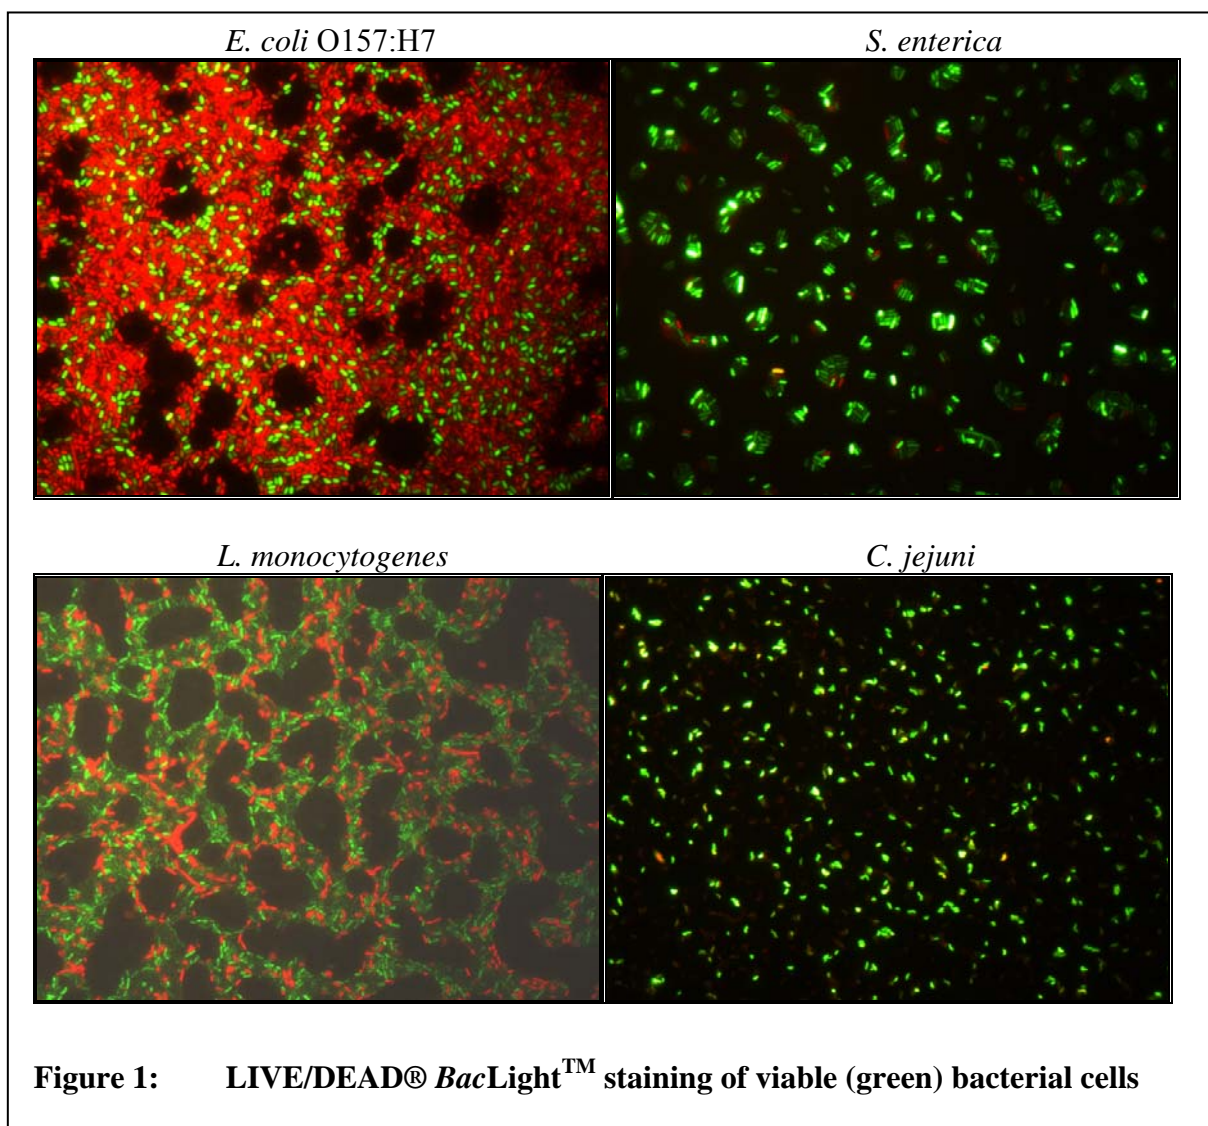 E. coli O157:H7
S. enterica
L. monocytogenes
C. jejuni
Figure 1: LIVE/DEAD® BacLight™ staining of viable (green) bacterial cells